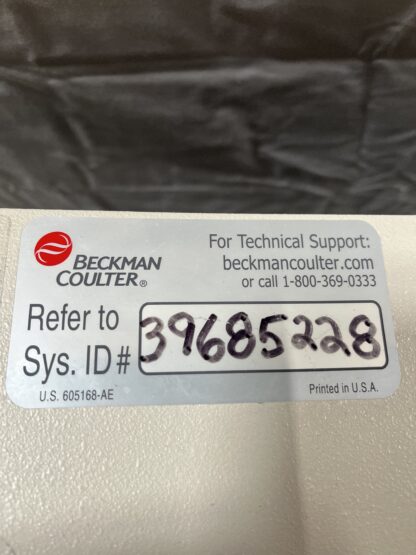 BECKMAN
COULTER®
For Technical Support:
beckmancoulter.com
or call 1-800-369-0333
Refer to
Sys. ID #
39685228
U.S. 605168-AE
Printed in U.S.A.